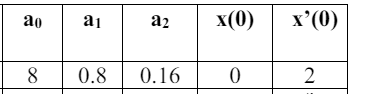 a₀ a₁ a₂ x(0) x’(0)
8 0.8 0.16 0 2